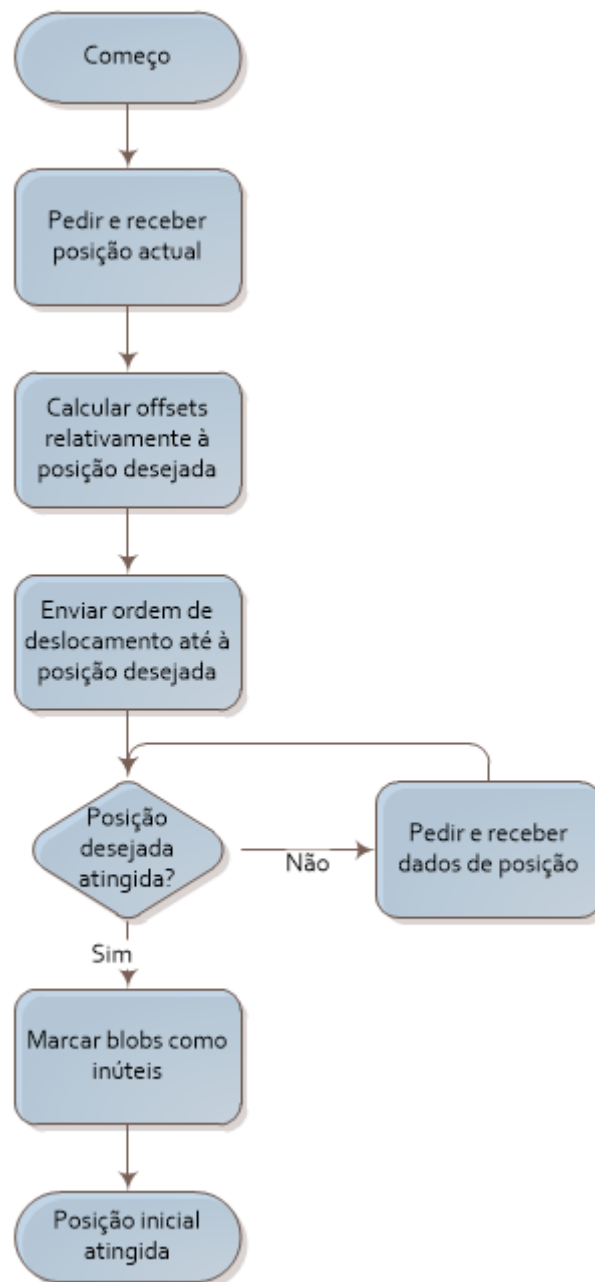 Começo
Pedir e receber
posição actual
Calcular offsets
relativamente à
posição desejada
Enviar ordem de
deslocamento até à
posição desejada
Posição
desejada
atingida?
Não
Pedir e receber
dados de posição
Sim
Marcar blobs como
inúteis
Posição inicial
atingida